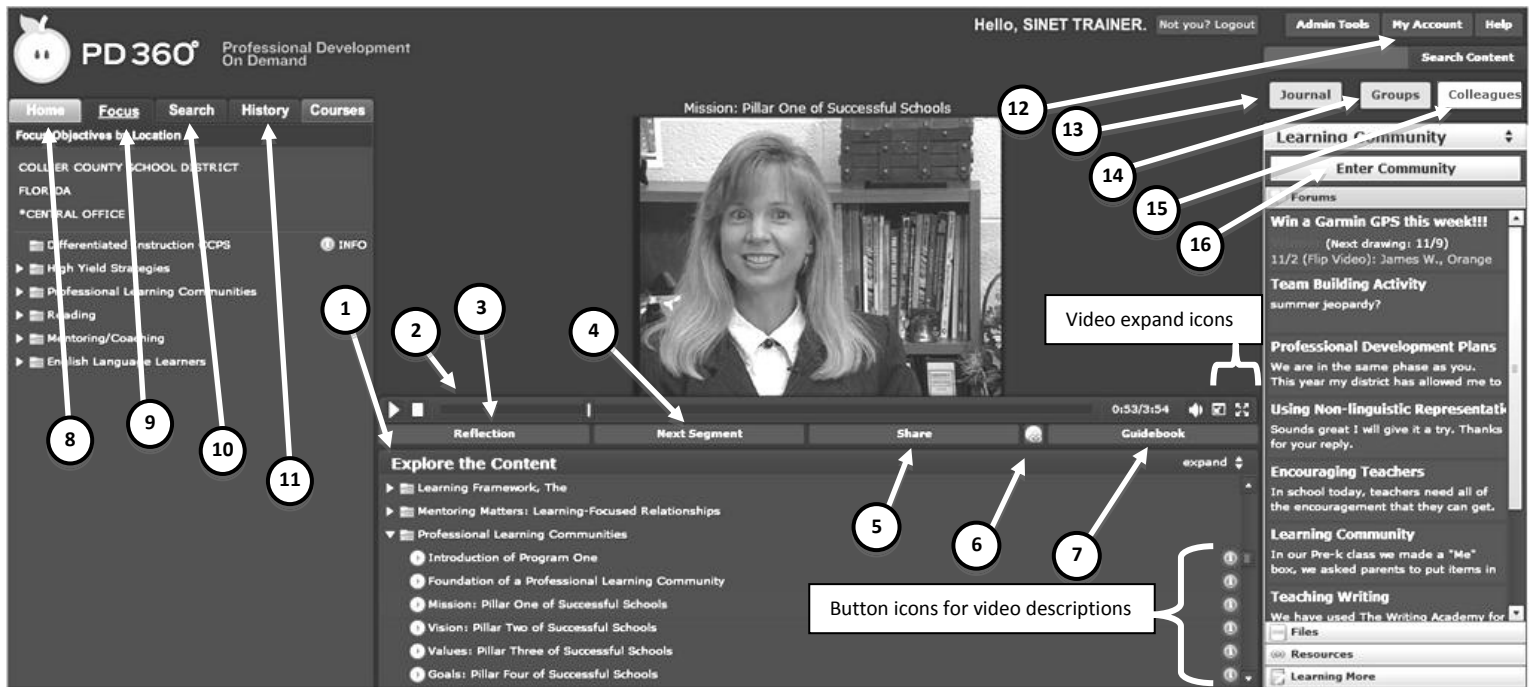 Hello, SINET TRAINER. Not you? Logout
Admin Tools My Account Help
PD 360° Professional Development
On Demand
Search Content
Home Focus Search History Courses
Focus Objectives by Location
COLLIER COUNTY SCHOOL DISTRICT
FLORIDA
*CENTRAL OFFICE
Differentiated Instruction CCPS INFO
High Yield Strategies
Professional Learning Communities
Reading
Mentoring/Coaching
English Language Learners
8
9
10
11
Mission: Pillar One of Successful Schools
1
2
3
4
0:53/3:54
Reflection Next Segment Share Guidebook
Explore the Content expand
Learning Framework, The
Mentoring Matters: Learning-Focused Relationships
Professional Learning Communities
Introduction of Program One
Foundation of a Professional Learning Community
Mission: Pillar One of Successful Schools
Vision: Pillar Two of Successful Schools
Values: Pillar Three of Successful Schools
Goals: Pillar Four of Successful Schools
5
6
7
Button icons for video descriptions
Video expand icons
12
13
14
15
16
Journal Groups Colleagues
Learning Community
Enter Community
Forums
Win a Garmin GPS this week!!!
(Next drawing: 11/9)
11/2 (Flip Video): James W., Orange
Team Building Activity
summer jeopardy?
Professional Development Plans
We are in the same phase as you.
This year my district has allowed me to
Using Non-linguistic Representati
Sounds great I will give it a try. Thanks
for your reply.
Encouraging Teachers
In school today, teachers need all of
the encouragement that they can get.
Learning Community
In our Pre-k class we made a "Me"
box, we asked parents to put items in
Teaching Writing
We have used The Writing Academy for
Files
Resources
Learning More